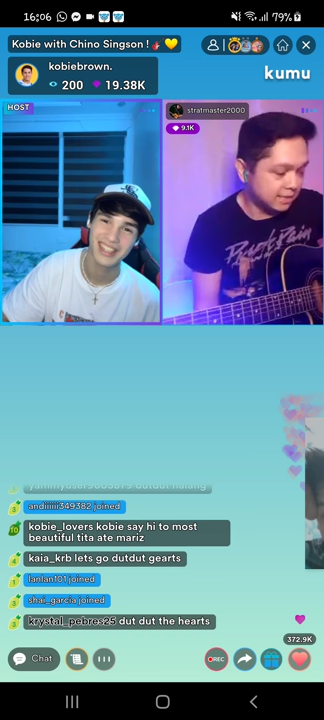 16:06
79%
Kobie with Chino Singson !
kobiebrown.
200 19.38K
kumu
HOST
stratmaster2000
9.1K
andiiiiii349382 joined
kobie_lovers kobie say hi to most
beautiful tita ate mariz
kaia_krb lets go dutdut gearts
lanlan101 joined
shai_garcia joined
krystal_pebres25 dut dut the hearts
372.9K
Chat
REC